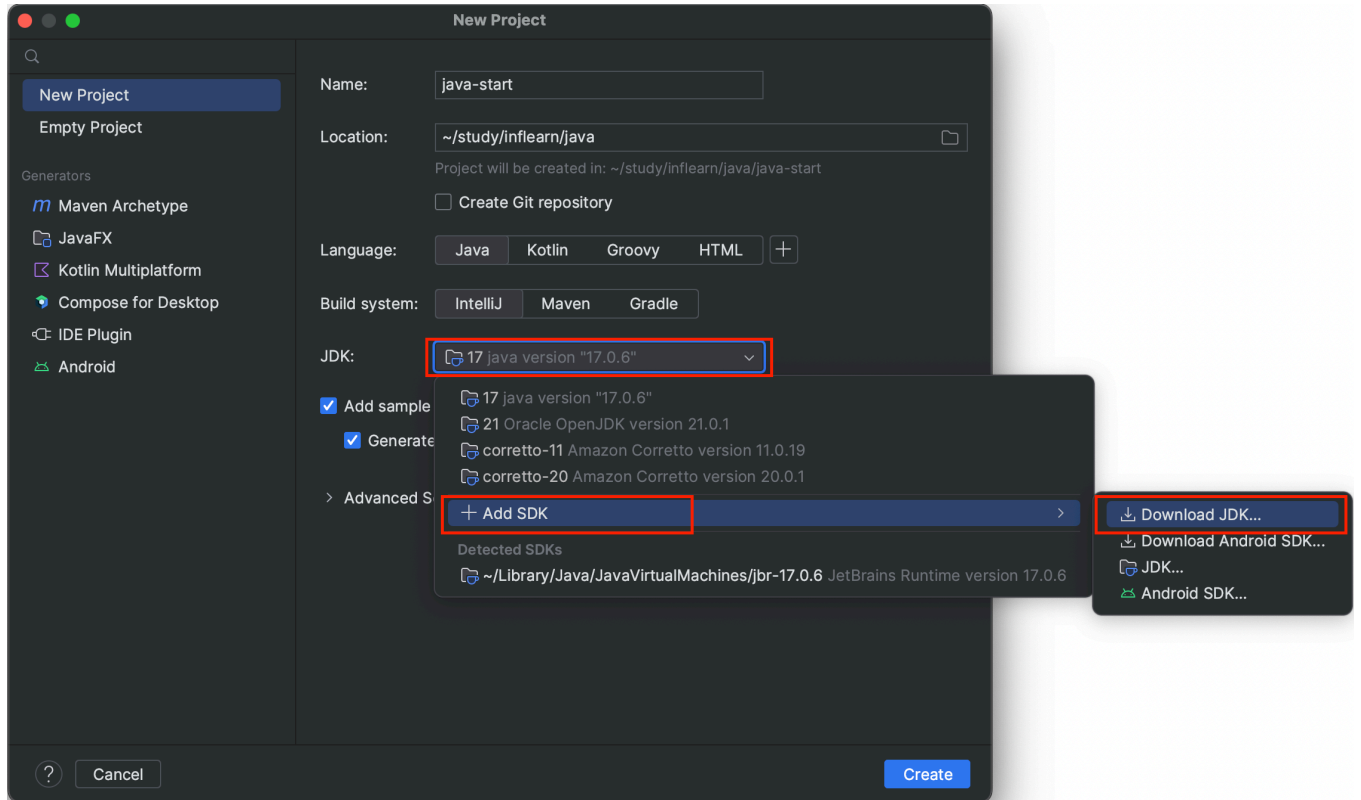 New Project
New Project
Empty Project
Generators
Maven Archetype
JavaFX
Kotlin Multiplatform
Compose for Desktop
IDE Plugin
Android
Name: java-start
Location: ~/study/inflearn/java
Project will be created in: ~/study/inflearn/java/java-start
Create Git repository
Language: Java Kotlin Groovy HTML
Build system: IntelliJ Maven Gradle
JDK: 17 java version "17.0.6"
17 java version "17.0.6"
Add sample
21 Oracle OpenJDK version 21.0.1
Generate
corretto-11 Amazon Corretto version 11.0.19
corretto-20 Amazon Corretto version 20.0.1
Advanced S
+ Add SDK
Detected SDKs
~/Library/Java/JavaVirtualMachines/jbr-17.0.6 JetBrains Runtime version 17.0.6
Download JDK...
Download Android SDK...
JDK...
Android SDK...
? Cancel Create